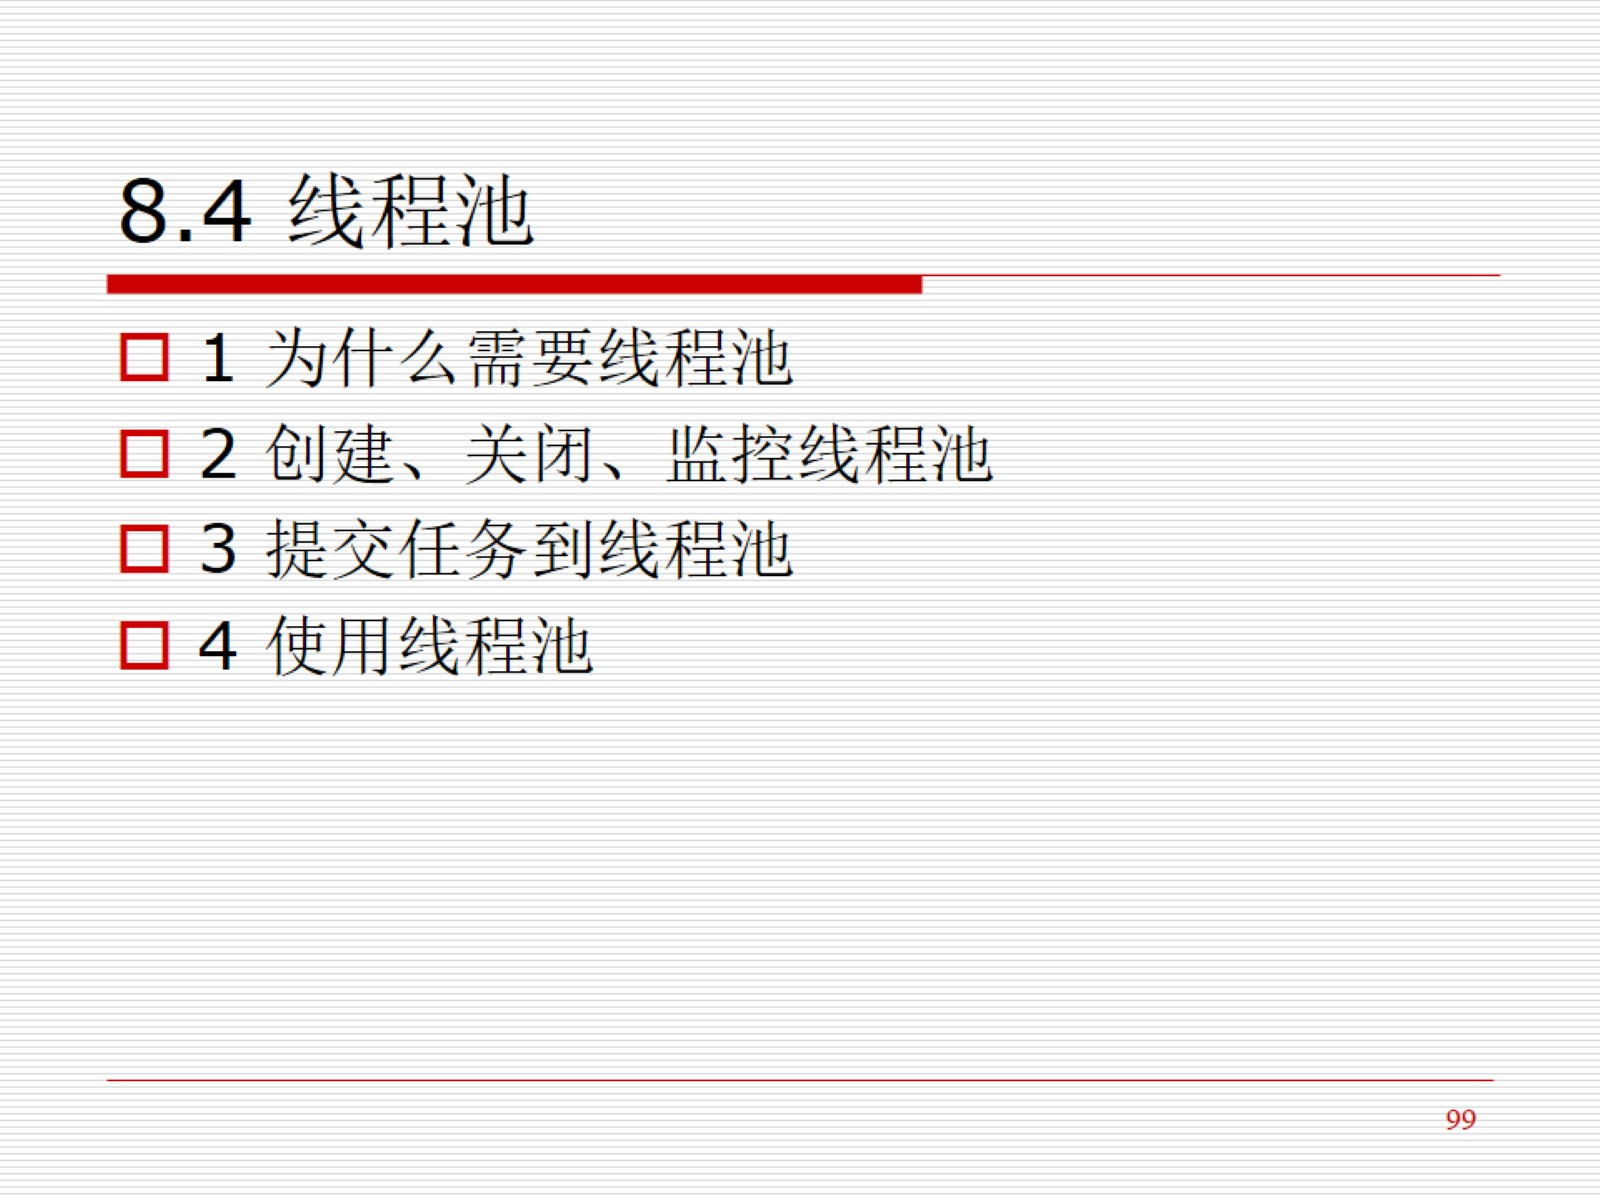 8.4 线程池
1 为什么需要线程池
2 创建、关闭、监控线程池
3 提交任务到线程池
4 使用线程池
99